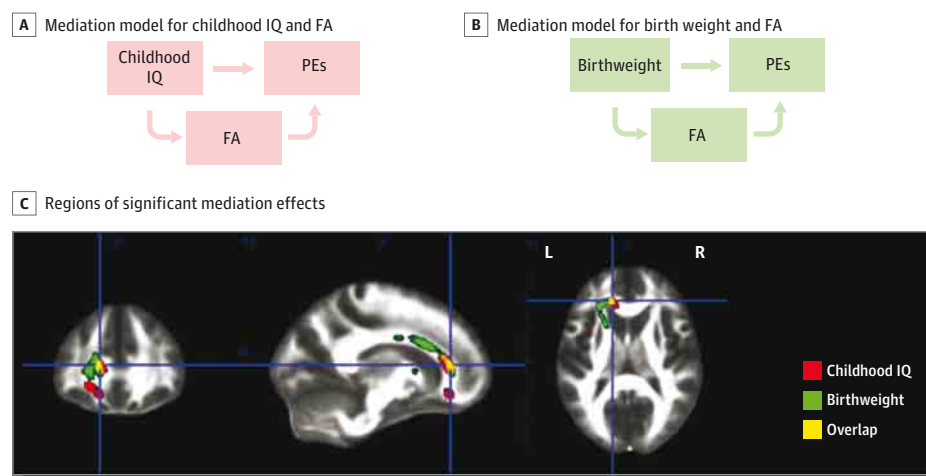 A Mediation model for childhood IQ and FA
Childhood
IQ
PEs
FA
B Mediation model for birth weight and FA
Birthweight
PEs
FA
C Regions of significant mediation effects
L
R
Childhood IQ
Birthweight
Overlap